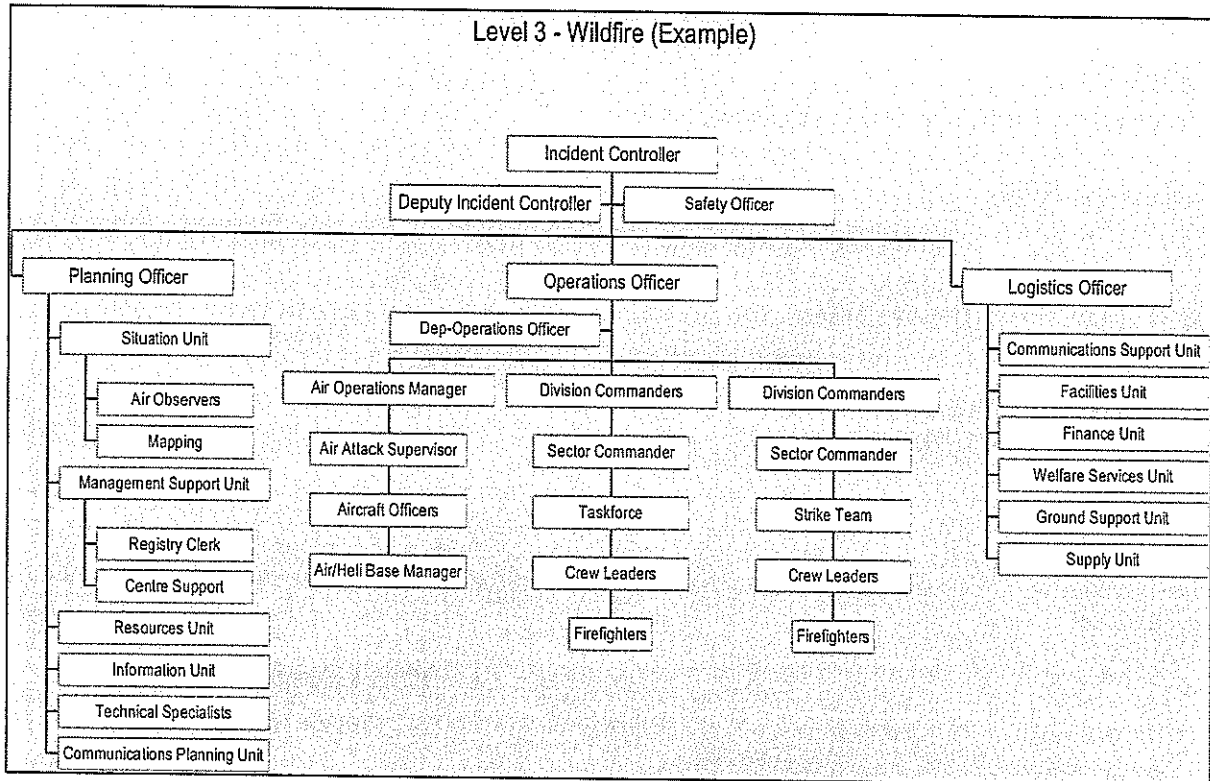 Level 3 - Wildfire (Example)
Incident Controller
Deputy Incident Controller
Safety Officer
Planning Officer
Situation Unit
Air Observers
Mapping
Management Support Unit
Registry Clerk
Centre Support
Resources Unit
Information Unit
Technical Specialists
Communications Planning Unit
Operations Officer
Dep-Operations Officer
Air Operations Manager
Air Attack Supervisor
Aircraft Officers
Air/Heli Base Manager
Division Commanders
Sector Commander
Taskforce
Crew Leaders
Firefighters
Division Commanders
Sector Commander
Strike Team
Crew Leaders
Firefighters
Logistics Officer
Communications Support Unit
Facilities Unit
Finance Unit
Welfare Services Unit
Ground Support Unit
Supply Unit